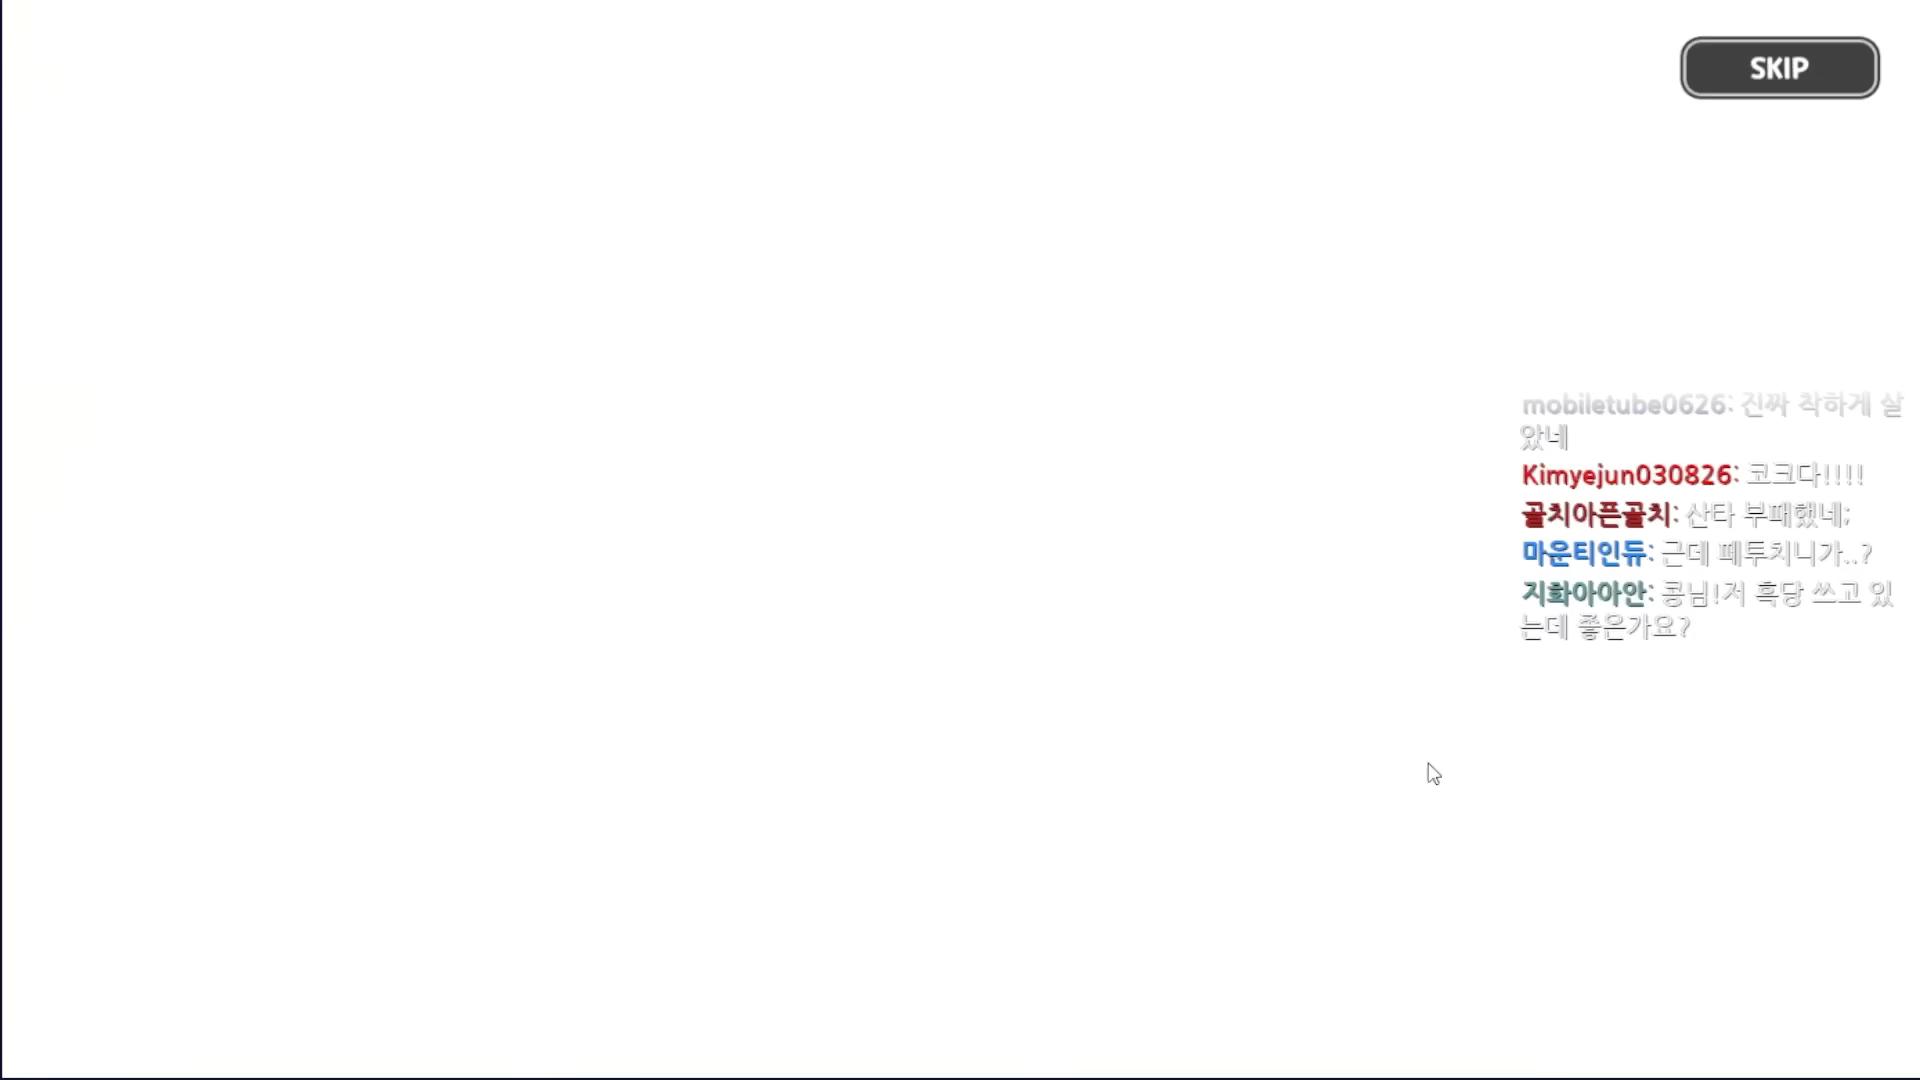 SKIP
mobiletube0626: 진짜 착하게 살
았네
Kimyejun030826: 코크다!!!!
골치아픈골치: 산타 부패했네;
마운티인듀: 근데 페투치니가..?
지화아아안: 콩님!저 흑당 쓰고 있
는데 좋은가요?